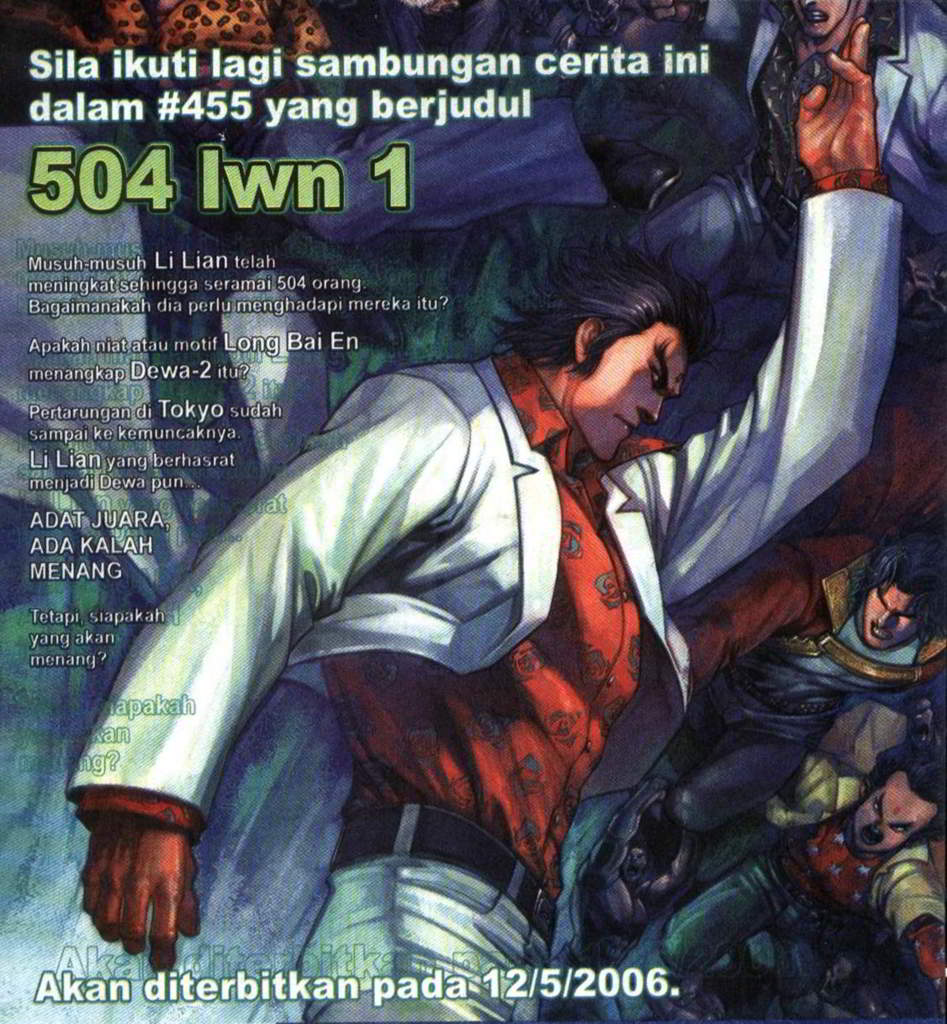 Sila ikuti lagi sambungan cerita ini
dalam #455 yang berjudul
504 lwn 1
Musuh-musuh Li Lian telah
meningkat sehingga seramai 504 orang.
Bagaimanakah dia perlu menghadapi mereka itu?
Apakah niat atau motif Long Bai En
menangkap Dewa-2 itu?
Pertarungan di Tokyo sudah
sampai ke kemuncaknya.
Li Lian yang berhasrat
menjadi Dewa pun...
ADAT JUARA,
ADA KALAH
MENANG
Tetapi, siapakah
yang akan
menang?
Akan diterbitkan pada 12/5/2006.